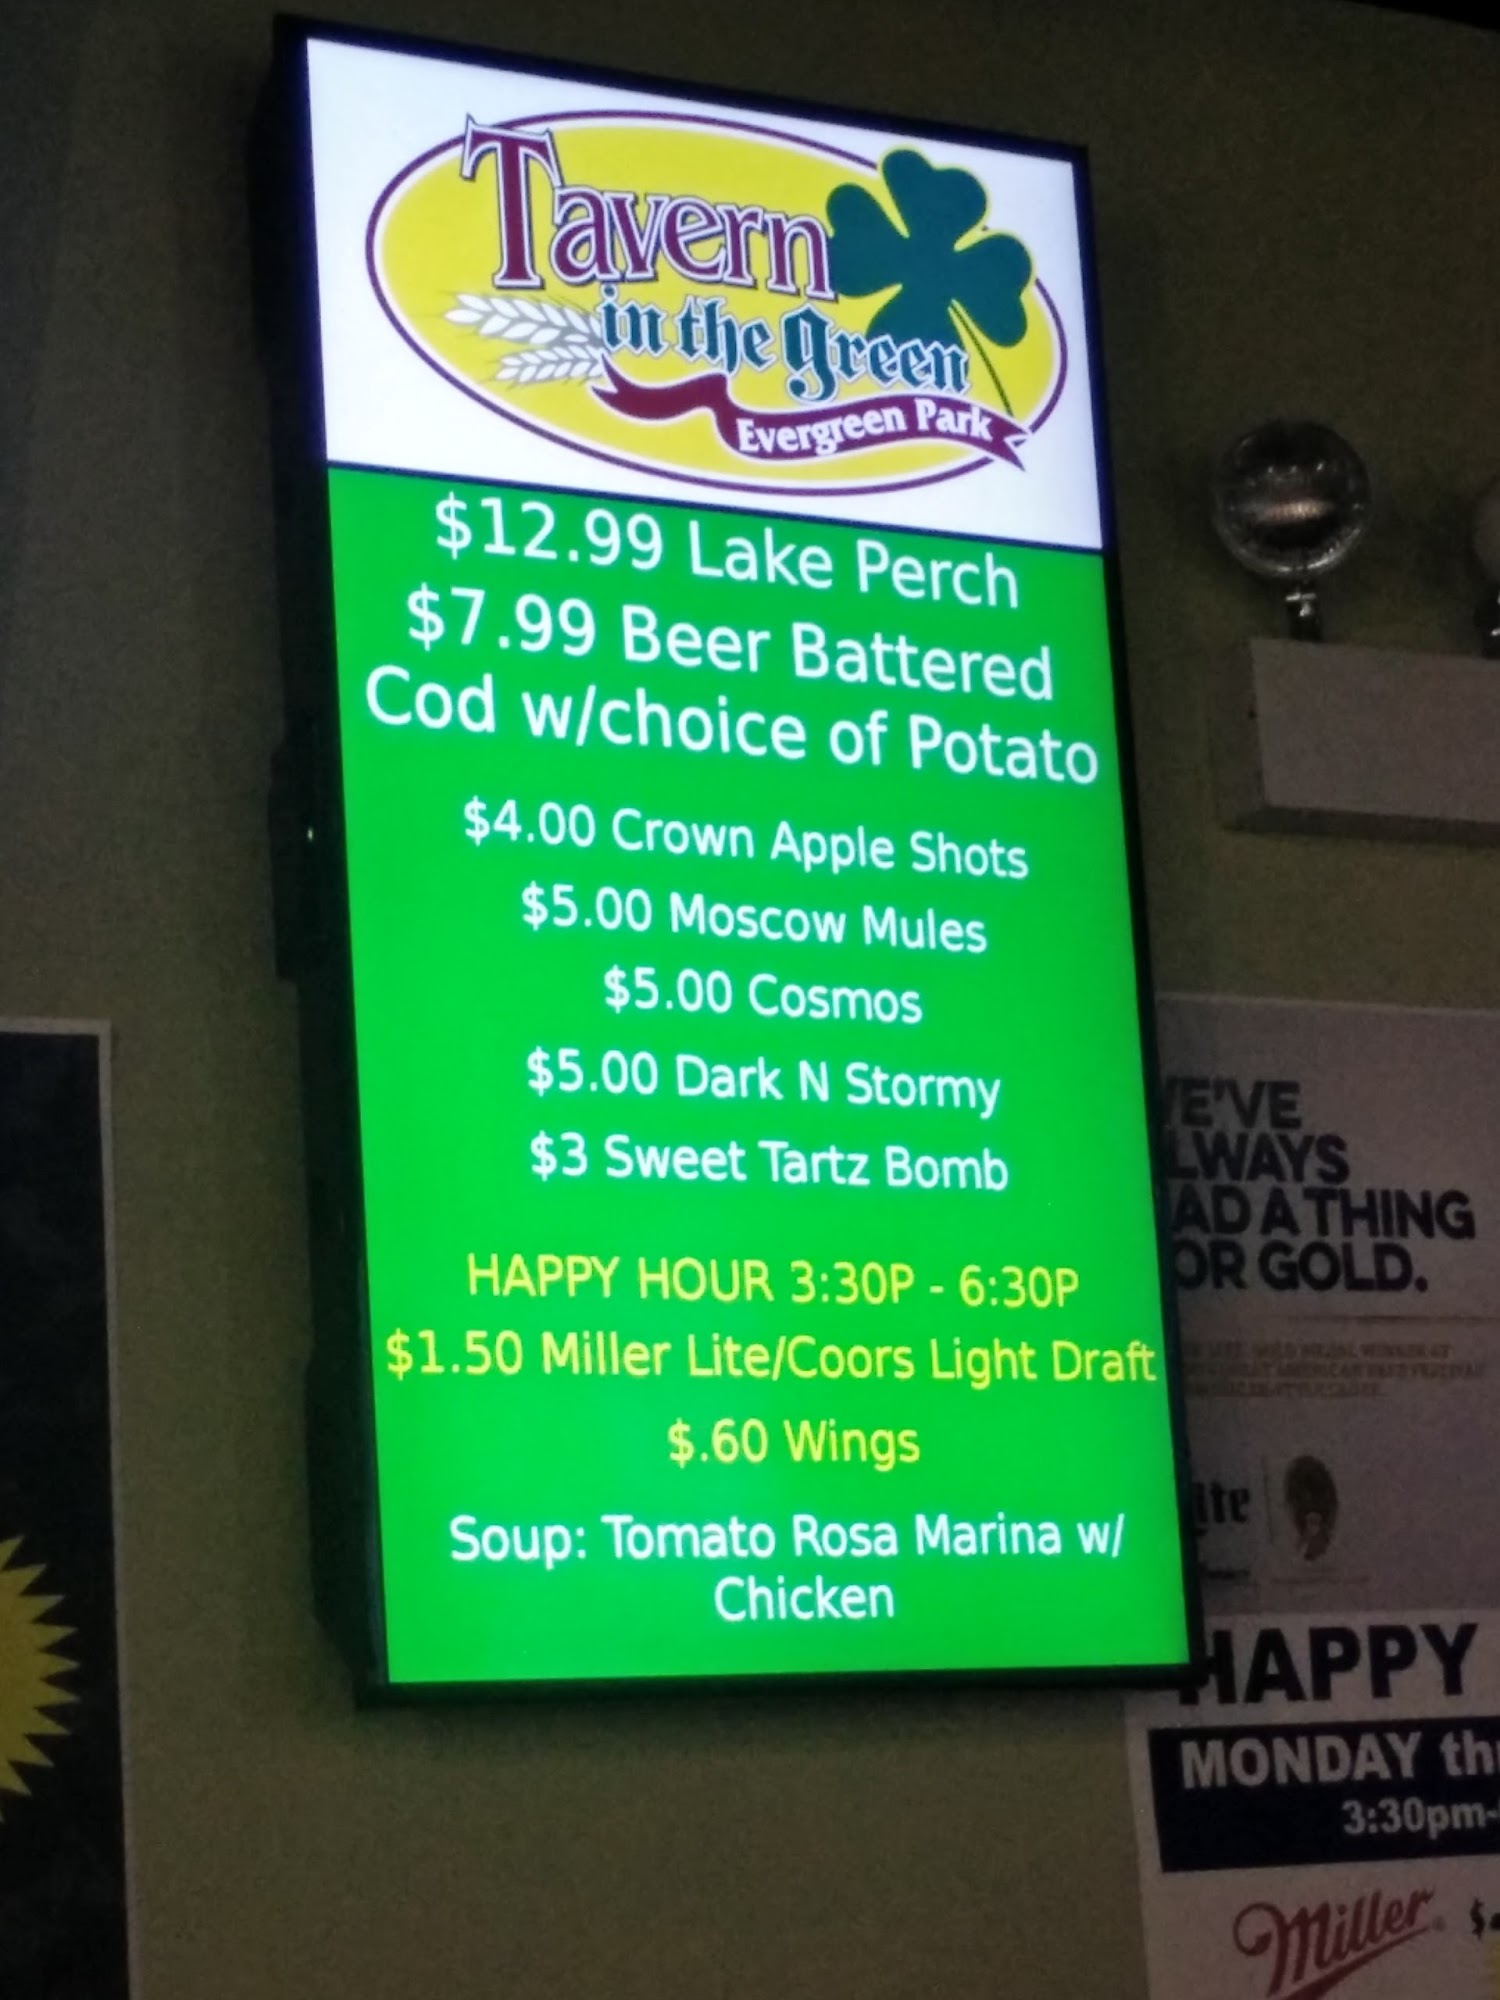 Tavern
in the green
Evergreen Park
$12.99 Lake Perch
$7.99 Beer Battered
Cod w/choice of Potato
$4.00 Crown Apple Shots
$5.00 Moscow Mules
$5.00 Cosmos
$5.00 Dark N Stormy
$3 Sweet Tartz Bomb
HAPPY HOUR 3:30P - 6:30P
$1.50 Miller Lite/Coors Light Draft
$.60 Wings
Soup: Tomato Rosa Marina w/
Chicken
E'VE
LWAYS
AD A THING
OR GOLD.
HAPPY
MONDAY th
3:30pm-
Miller $